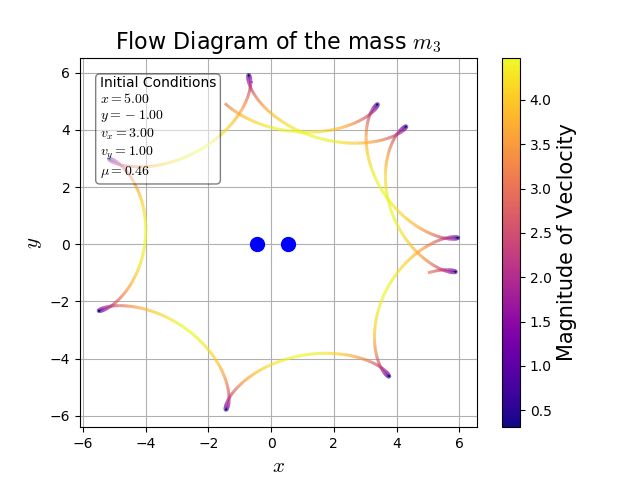 Flow Diagram of the mass m₃
Initial Conditions
x = 5.00
y = −1.00
vₓ = 3.00
vᵧ = 1.00
μ = 0.46
6
4
2
0
−2
−4
−6
y
−6 −4 −2 0 2 4 6
x
4.0
3.5
3.0
2.5
2.0
1.5
1.0
0.5
Magnitude of Veclocity